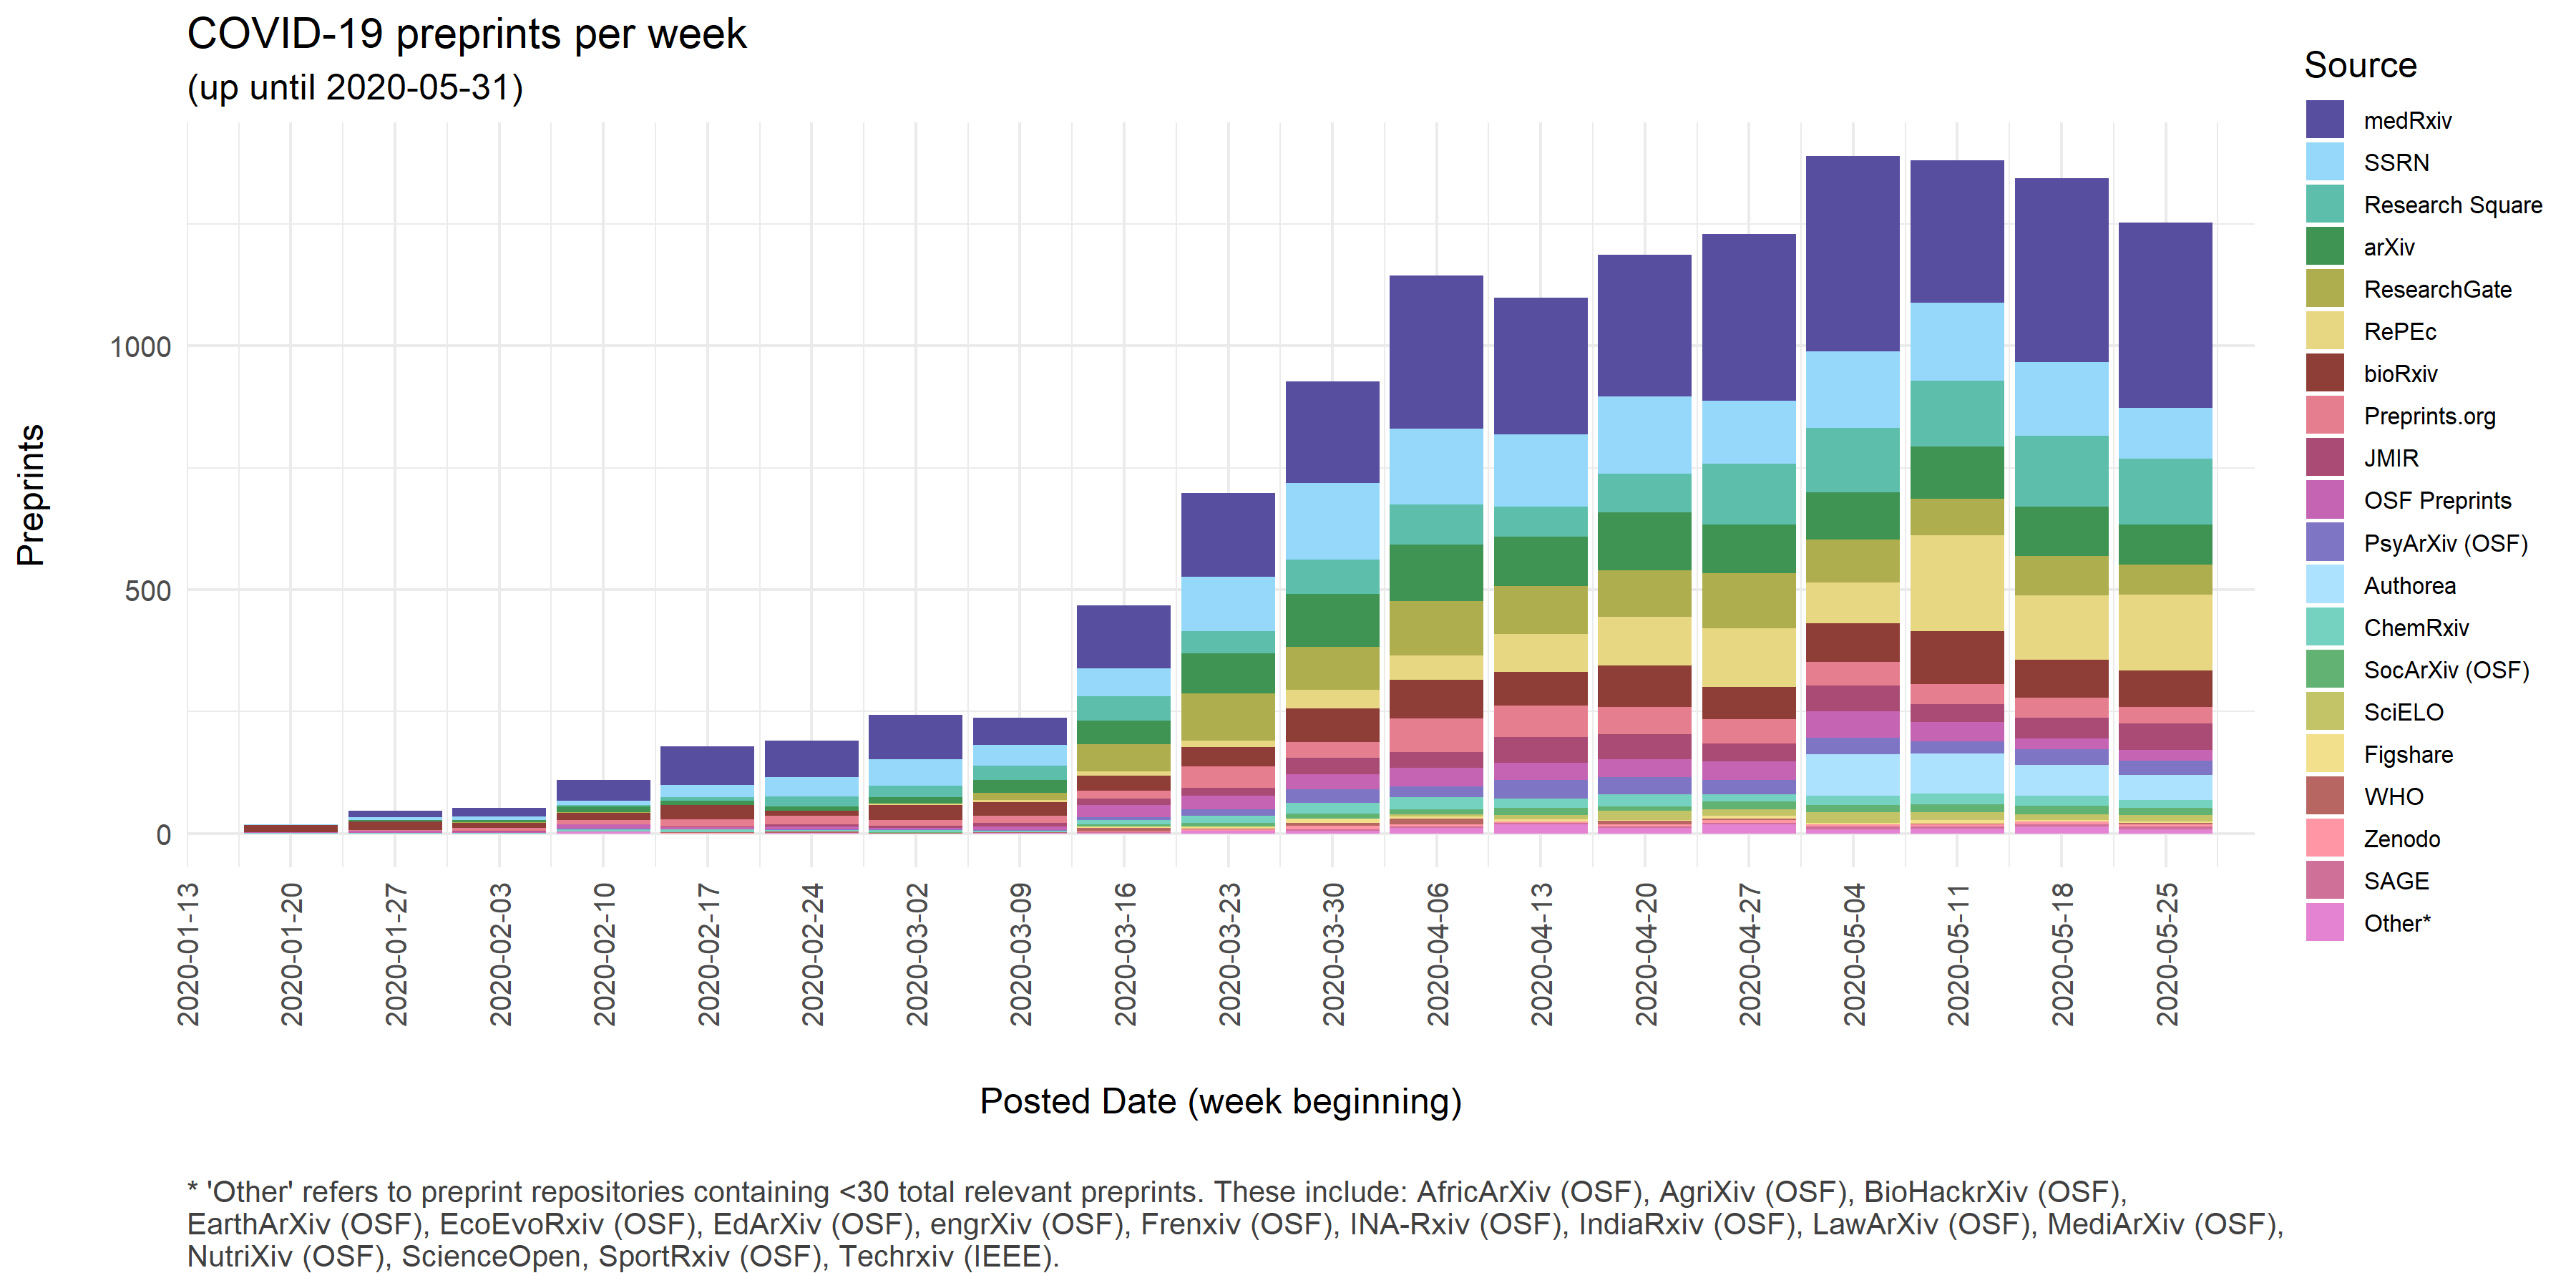 COVID-19 preprints per week
(up until 2020-05-31)
Source
medRxiv
SSRN
Research Square
arXiv
ResearchGate
RePEc
bioRxiv
Preprints.org
JMIR
OSF Preprints
PsyArXiv (OSF)
Authorea
ChemRxiv
SocArXiv (OSF)
SciELO
Figshare
WHO
Zenodo
SAGE
Other*
Preprints
1000
500
0
2020-01-13
2020-01-20
2020-01-27
2020-02-03
2020-02-10
2020-02-17
2020-02-24
2020-03-02
2020-03-09
2020-03-16
2020-03-23
2020-03-30
2020-04-06
2020-04-13
2020-04-20
2020-04-27
2020-05-04
2020-05-11
2020-05-18
2020-05-25
Posted Date (week beginning)
* 'Other' refers to preprint repositories containing <30 total relevant preprints. These include: AfricArXiv (OSF), AgriXiv (OSF), BioHackrXiv (OSF),
EarthArXiv (OSF), EcoEvoRxiv (OSF), EdArXiv (OSF), engrXiv (OSF), Frenxiv (OSF), INA-Rxiv (OSF), IndiaRxiv (OSF), LawArXiv (OSF), MediArXiv (OSF),
NutriXiv (OSF), ScienceOpen, SportRxiv (OSF), Techrxiv (IEEE).